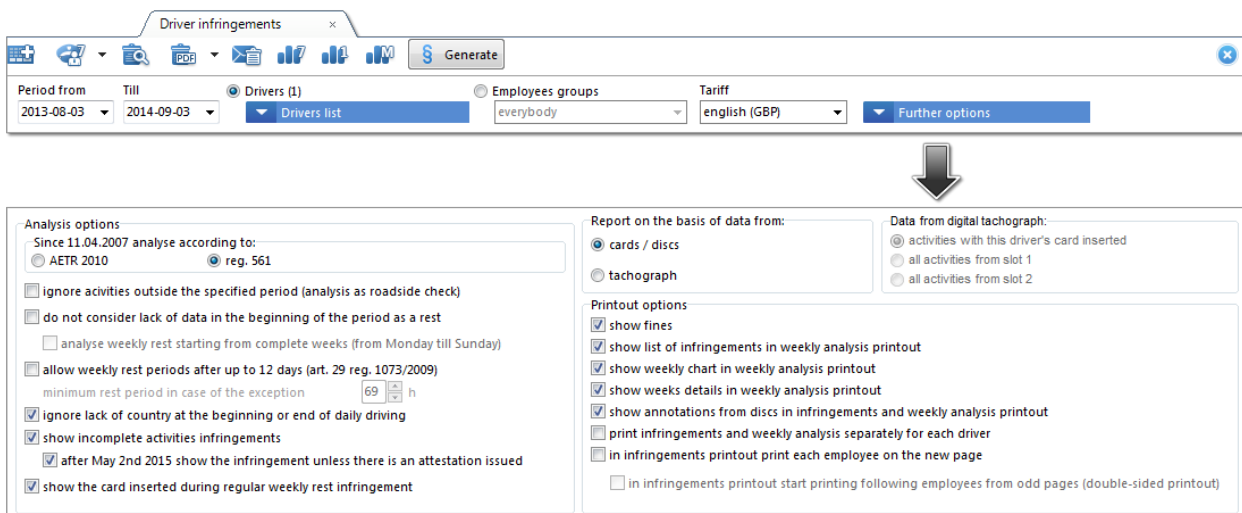 Driver infringements ×
PDF 7 1 M § Generate
Period from Till Drivers (1) Employees groups Tariff
2013-08-03 2014-09-03 Drivers list everybody english (GBP) Further options
Analysis options
Since 11.04.2007 analyse according to:
AETR 2010 reg. 561
ignore acivities outside the specified period (analysis as roadside check)
do not consider lack of data in the beginning of the period as a rest
analyse weekly rest starting from complete weeks (from Monday till Sunday)
allow weekly rest periods after up to 12 days (art. 29 reg. 1073/2009)
minimum rest period in case of the exception 69 h
ignore lack of country at the beginning or end of daily driving
show incomplete activities infringements
after May 2nd 2015 show the infringement unless there is an attestation issued
show the card inserted during regular weekly rest infringement
Report on the basis of data from:
cards / discs
tachograph
Data from digital tachograph:
activities with this driver's card inserted
all activities from slot 1
all activities from slot 2
Printout options
show fines
show list of infringements in weekly analysis printout
show weekly chart in weekly analysis printout
show weeks details in weekly analysis printout
show annotations from discs in infringements and weekly analysis printout
print infringements and weekly analysis separately for each driver
in infringements printout print each employee on the new page
in infringements printout start printing following employees from odd pages (double-sided printout)